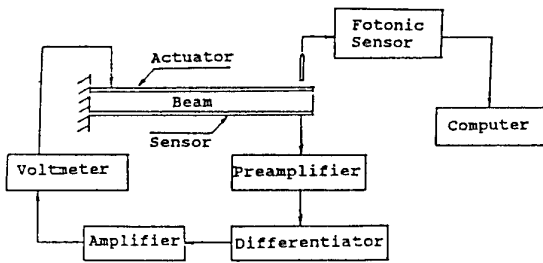 Fotonic
Sensor
Actuator
Beam
Sensor
Computer
Voltmeter
Preamplifier
Amplifier
Differentiator